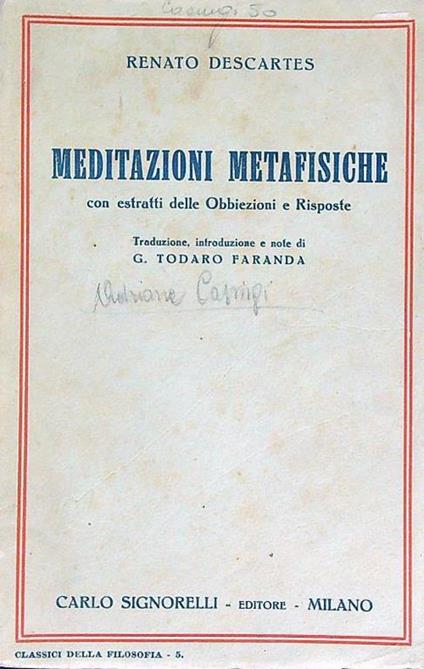 RENATO DESCARTES
MEDITAZIONI METAFISICHE
con estratti delle Obbiezioni e Risposte
Traduzione, introduzione e note di
G. TODARO FARANDA
CARLO SIGNORELLI - EDITORE - MILANO
CLASSICI DELLA FILOSOFIA - 5.